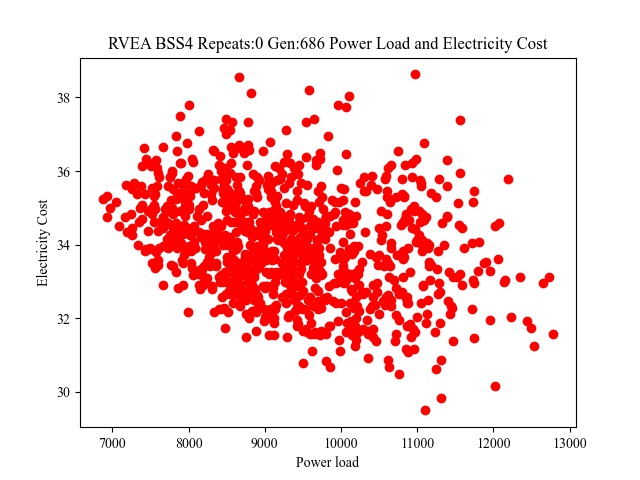 RVEA BSS4 Repeats:0 Gen:686 Power Load and Electricity Cost
Electricity Cost
38
36
34
32
30
7000 8000 9000 10000 11000 12000 13000
Power load